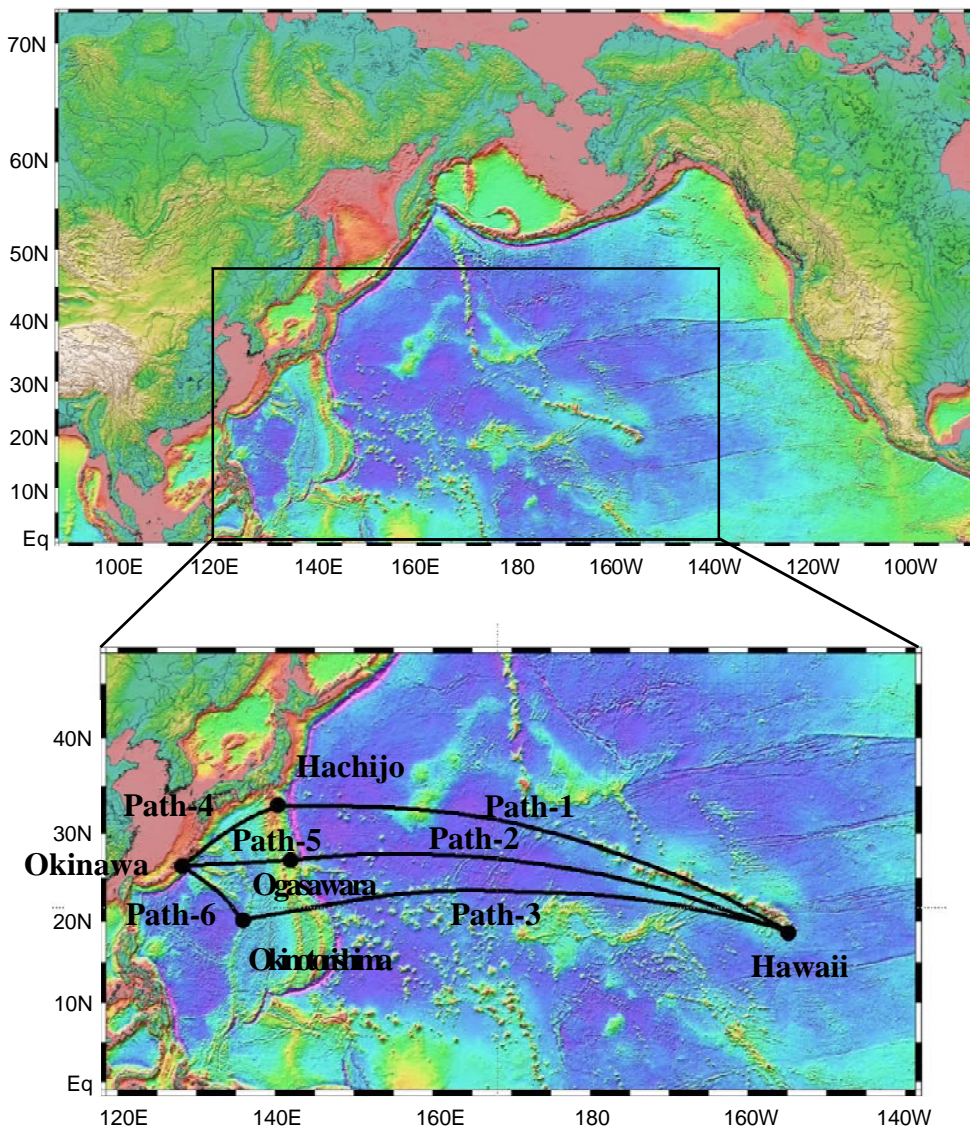 70N
60N
50N
40N
30N
20N
10N
Eq
100E 120E 140E 160E 180 160W 140W 120W 100W
40N
Hachijo
Path-4
Path-1
30N
Path-5
Path-2
Okinawa
Ogasawara
20N
Path-6
Path-3
Okinotorishima
Hawaii
10N
Eq
120E 140E 160E 180 160W 140W